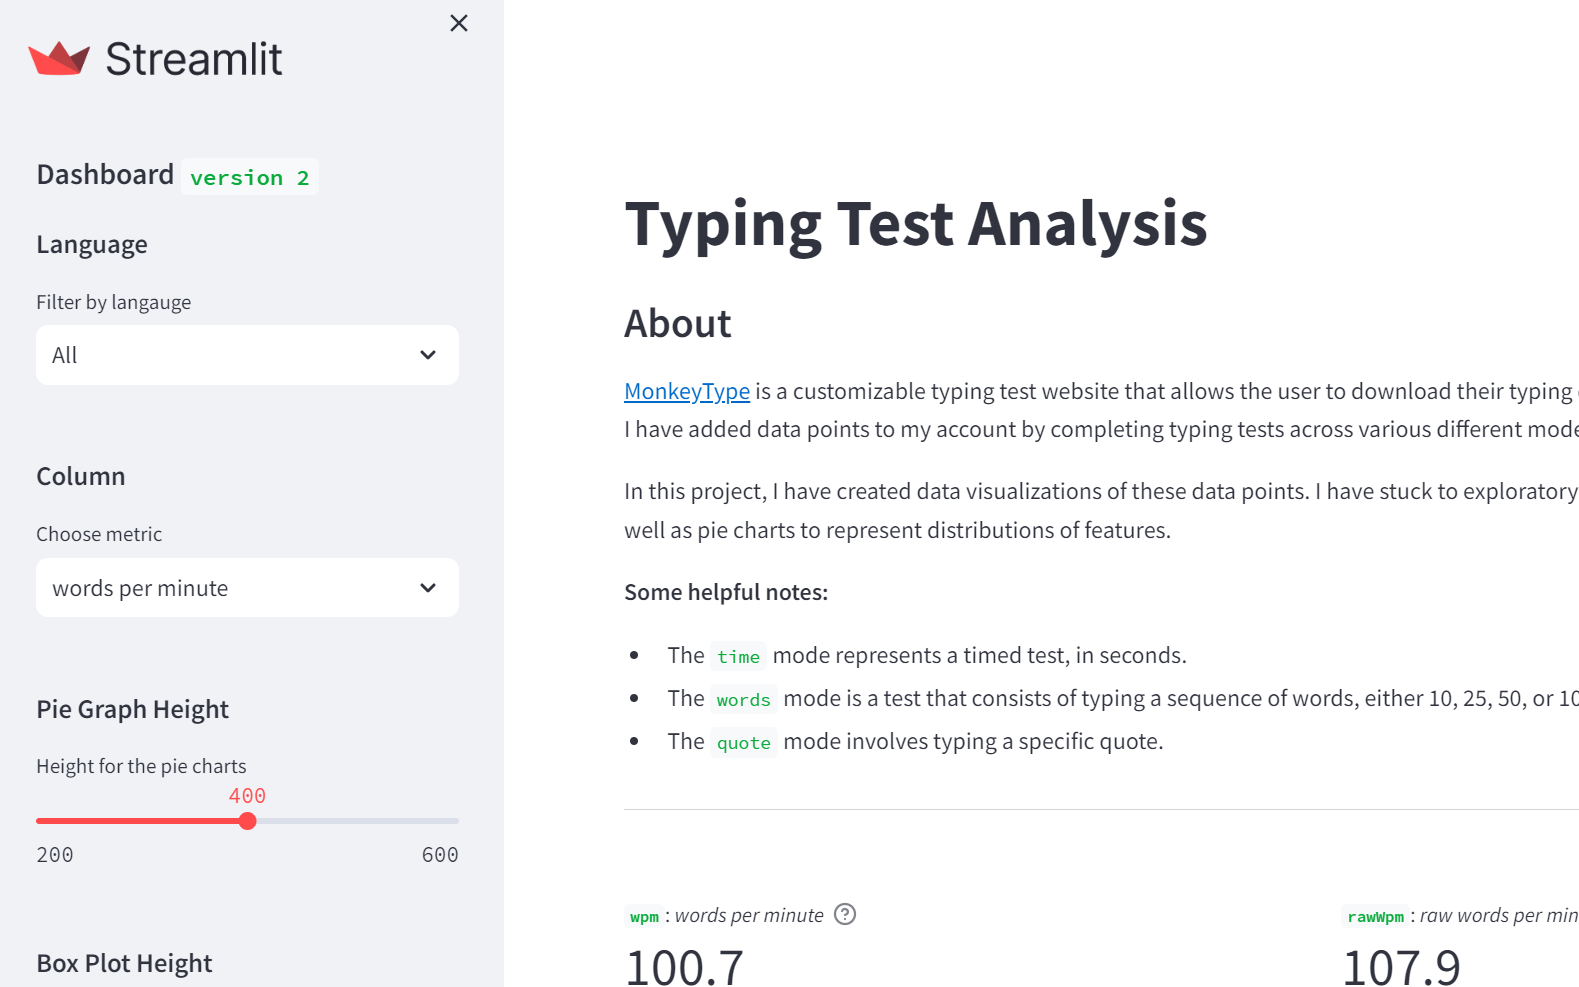 Streamlit
Dashboard version 2
Language
Filter by langauge
All
Column
Choose metric
words per minute
Pie Graph Height
Height for the pie charts
400
200 600
Box Plot Height
Typing Test Analysis
About
MonkeyType is a customizable typing test website that allows the user to download their typing
I have added data points to my account by completing typing tests across various different mode
In this project, I have created data visualizations of these data points. I have stuck to exploratory
well as pie charts to represent distributions of features.
Some helpful notes:
• The time mode represents a timed test, in seconds.
• The words mode is a test that consists of typing a sequence of words, either 10, 25, 50, or 10
• The quote mode involves typing a specific quote.
wpm : words per minute ?
100.7
rawWpm : raw words per min
107.9